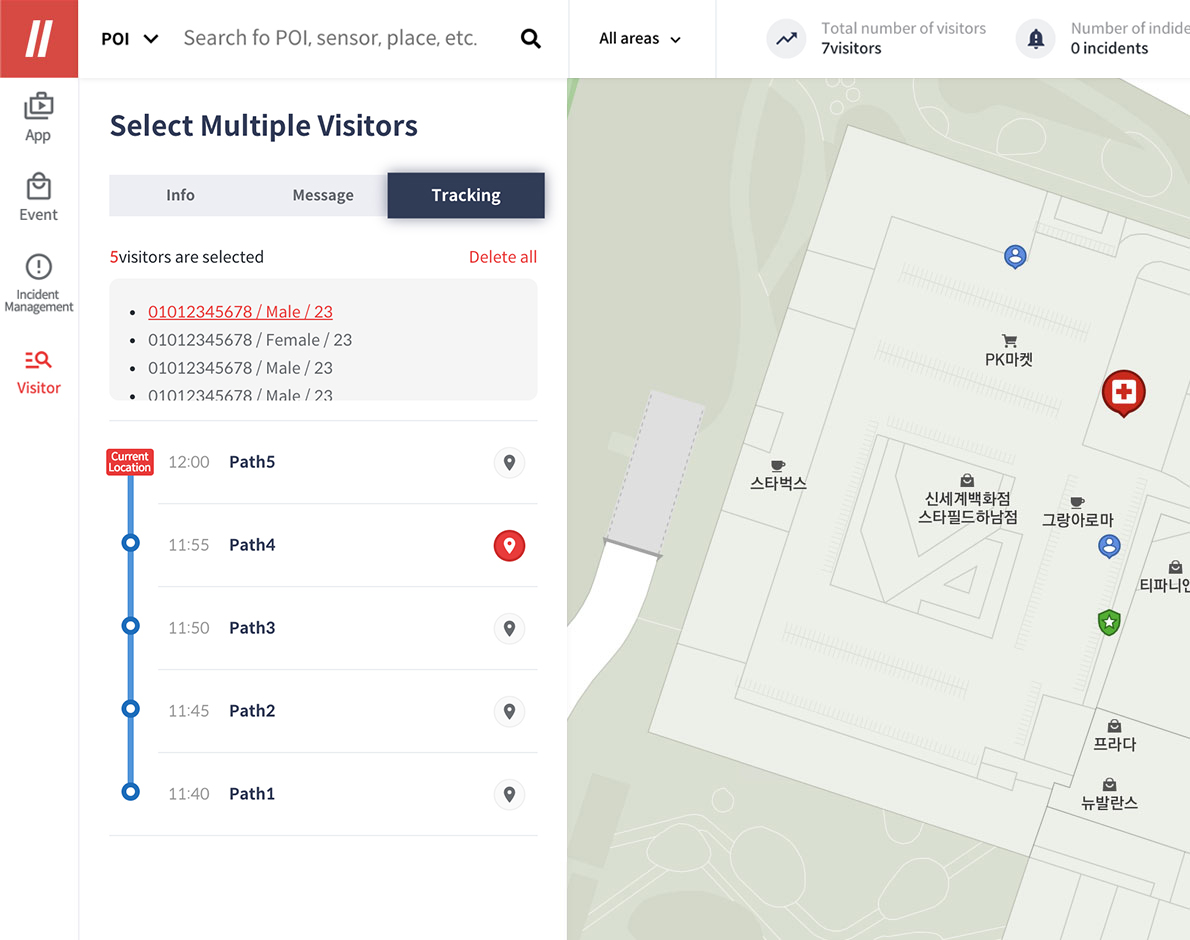 POI
Search fo POI, sensor, place, etc.
All areas
Total number of visitors
7visitors
Number of indide
0 incidents
App
Event
Incident
Management
Visitor
Select Multiple Visitors
Info
Message
Tracking
5visitors are selected
Delete all
01012345678 / Male / 23
01012345678 / Female / 23
01012345678 / Male / 23
01012345678 / Male / 23
Current
Location
12:00
Path5
11:55
Path4
11:50
Path3
11:45
Path2
11:40
Path1
PK마켓
스타벅스
신세계백화점
스타필드하남점
그랑아로마
티파니앤
프라다
뉴발란스